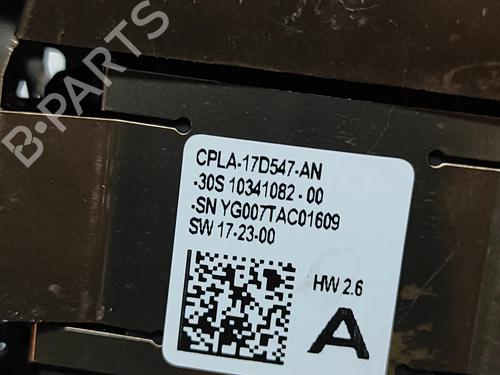 B-PARTS
CPLA-17D547-AN
-30S 10341082-00
-SN YG007TAC01609
SW 17-23-00
HW 2.6
A